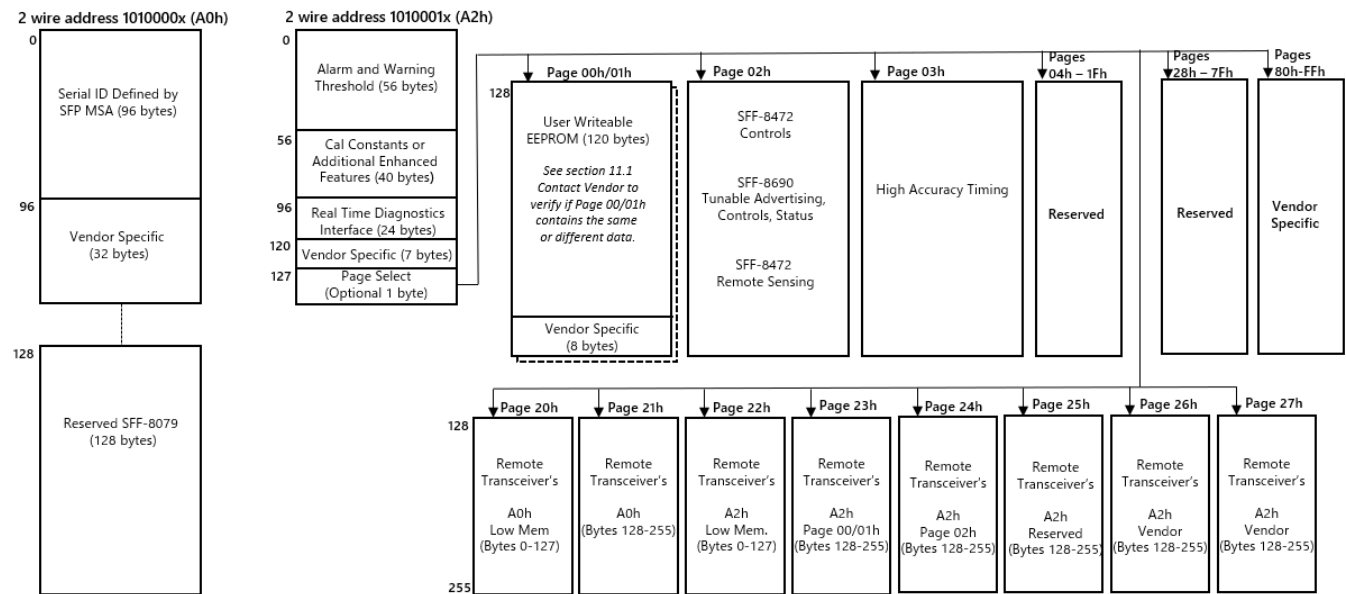 2 wire address 1010000x (A0h)
0
Serial ID Defined by
SFP MSA (96 bytes)
96
Vendor Specific
(32 bytes)
128
Reserved SFF-8079
(128 bytes)
2 wire address 1010001x (A2h)
0
Alarm and Warning
Threshold (56 bytes)
56
Cal Constants or
Additional Enhanced
Features (40 bytes)
96
Real Time Diagnostics
Interface (24 bytes)
120
Vendor Specific (7 bytes)
127
Page Select
(Optional 1 byte)
Page 00h/01h
128
User Writeable
EEPROM (120 bytes)
See section 11.1
Contact Vendor to
verify if Page 00/01h
contains the same
or different data.
Vendor Specific
(8 bytes)
Page 02h
SFF-8472
Controls
SFF-8690
Tunable Advertising,
Controls, Status
SFF-8472
Remote Sensing
Page 03h
High Accuracy Timing
Pages
04h – 1Fh
Reserved
Pages
28h – 7Fh
Reserved
Pages
80h-FFh
Vendor
Specific
128
255
Page 20h
Remote
Transceiver's
A0h
Low Mem
(Bytes 0-127)
Page 21h
Remote
Transceiver's
A0h
(Bytes 128-255)
Page 22h
Remote
Transceiver's
A2h
Low Mem.
(Bytes 0-127)
Page 23h
Remote
Transceiver's
A2h
Page 00/01h
(Bytes 128-255)
Page 24h
Remote
Transceiver's
A2h
Page 02h
(Bytes 128-255)
Page 25h
Remote
Transceiver's
A2h
Reserved
(Bytes 128-255)
Page 26h
Remote
Transceiver's
A2h
Vendor
(Bytes 128-255)
Page 27h
Remote
Transceiver's
A2h
Vendor
(Bytes 128-255)